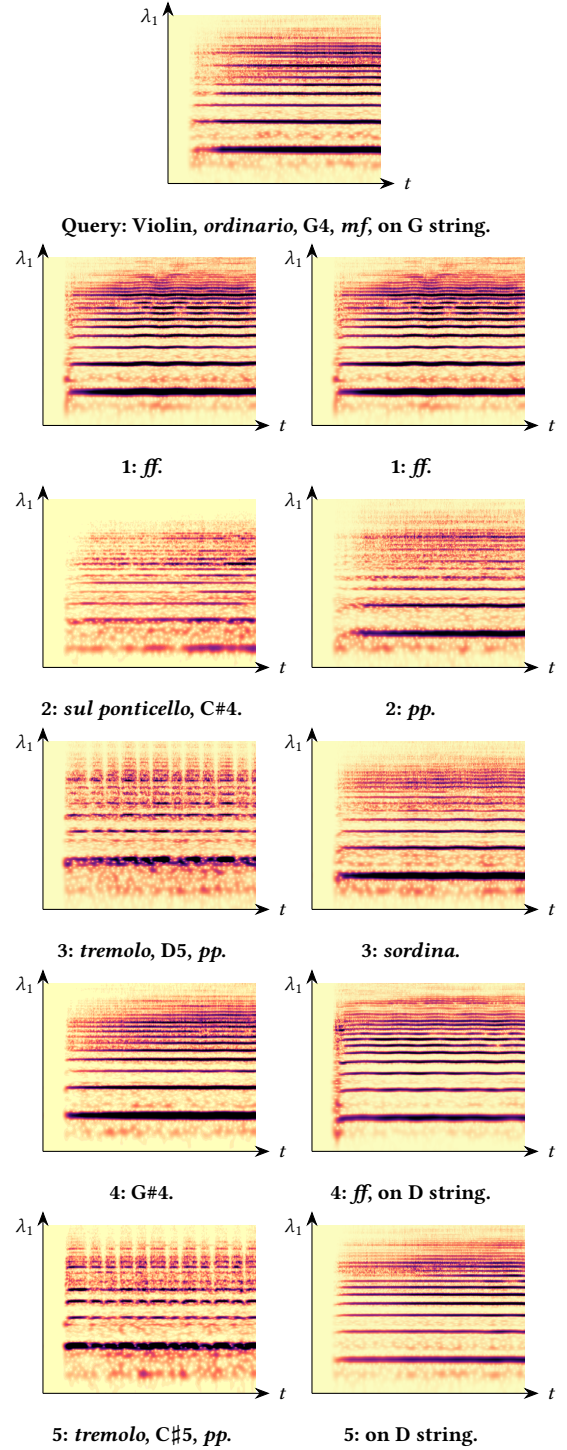 λ₁
t
Query: Violin, ordinario, G4, mf, on G string.
λ₁ t λ₁ t
1: ff. 1: ff.
λ₁ t λ₁ t
2: sul ponticello, C#4. 2: pp.
λ₁ t λ₁ t
3: tremolo, D5, pp. 3: sordina.
λ₁ t λ₁ t
4: G#4. 4: ff, on D string.
λ₁ t λ₁ t
5: tremolo, C♯5, pp. 5: on D string.